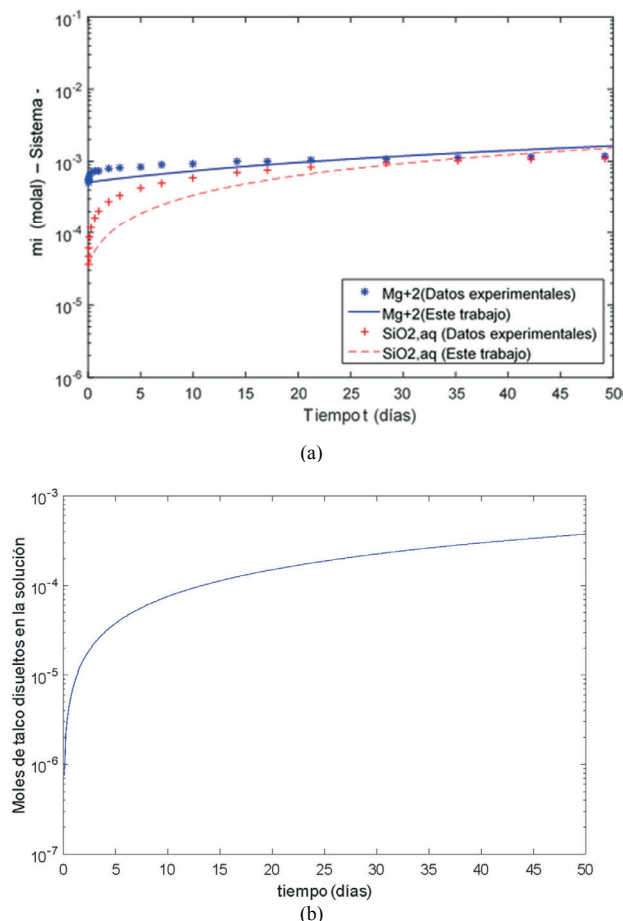 10^-1
10^-2
10^-3
10^-4
10^-5
10^-6
mi (molal) – Sistema -
Mg+2(Datos experimentales)
Mg+2(Este trabajo)
SiO2,aq (Datos experimentales)
SiO2,aq (Este trabajo)
0 5 10 15 20 25 30 35 40 45 50
Tiempo t (días)
(a)
10^-3
10^-4
10^-5
10^-6
10^-7
Moles de talco disueltos en la solución
0 5 10 15 20 25 30 35 40 45 50
tiempo (días)
(b)